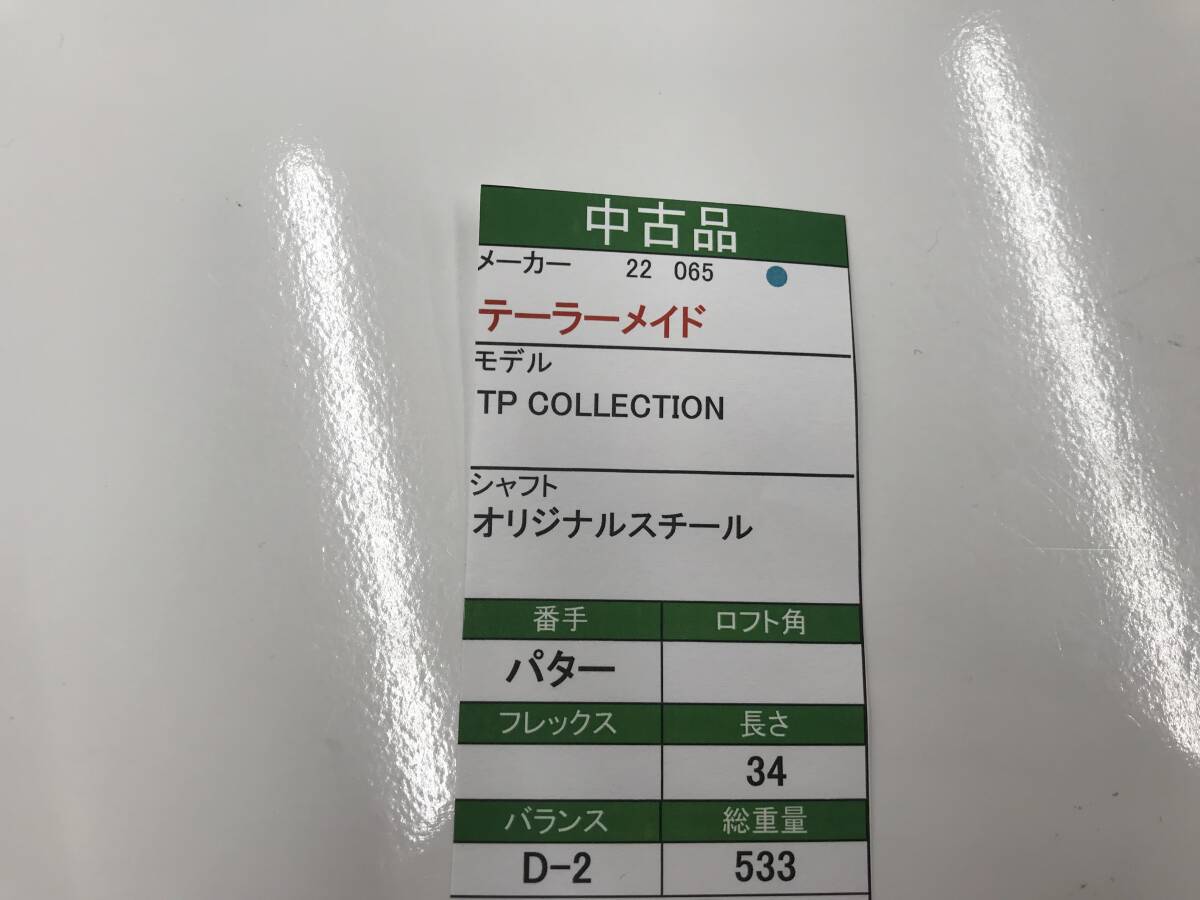 中古品
メーカー 22 065
テーラーメイド
モデル
TP COLLECTION
シャフト
オリジナルスチール
番手 ロフト角
パター
フレックス 長さ
34
バランス 総重量
D-2 533